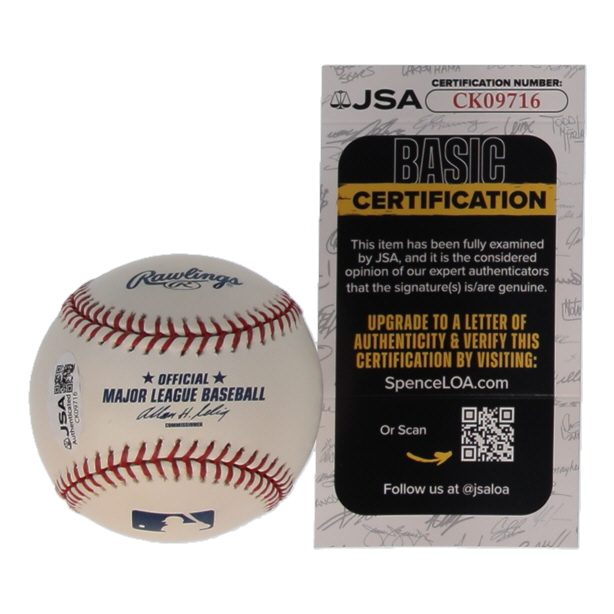 Rawlings
R
OFFICIAL
MAJOR LEAGUE BASEBALL
Allan H. Selig
COMMISSIONER
JSA
Authenticated
CK09716
CERTIFICATION NUMBER:
JSA
CK09716
BASIC
CERTIFICATION
This item has been fully examined
by JSA, and it is the considered
opinion of our expert authenticators
that the signature(s) is/are genuine.
UPGRADE TO A LETTER OF
AUTHENTICITY & VERIFY THIS
CERTIFICATION BY VISITING:
SpenceLOA.com
Or Scan
Follow us at @jsaloa